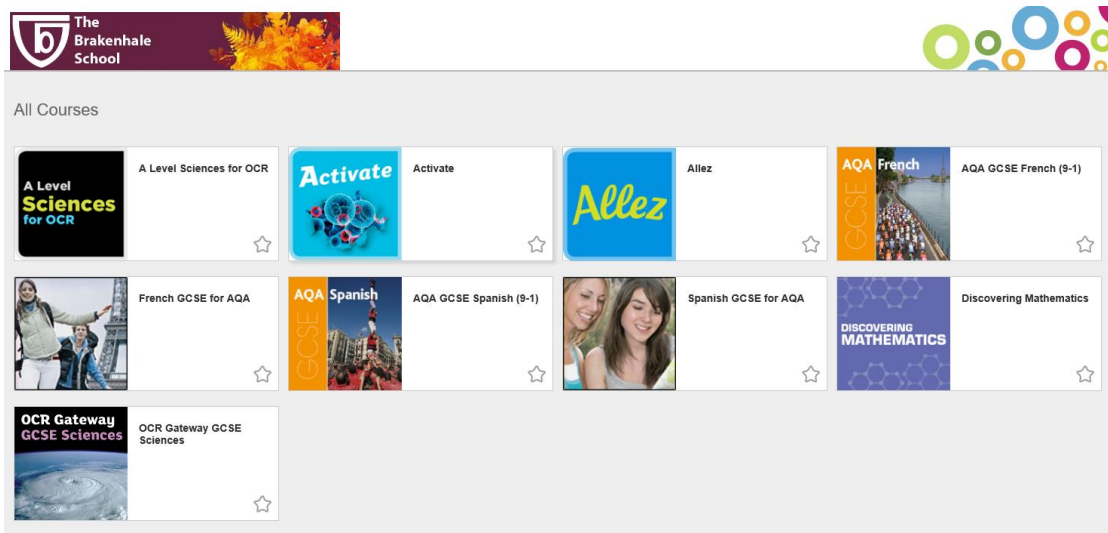 The
Brakenhale
School
All Courses
A Level
Sciences
for OCR
A Level Sciences for OCR
Activate
Activate
Allez
Allez
AQA French
GCSE
AQA GCSE French (9-1)
French GCSE for AQA
AQA Spanish
GCSE
AQA GCSE Spanish (9-1)
Spanish GCSE for AQA
DISCOVERING
MATHEMATICS
Discovering Mathematics
OCR Gateway
GCSE Sciences
OCR Gateway GCSE
Sciences